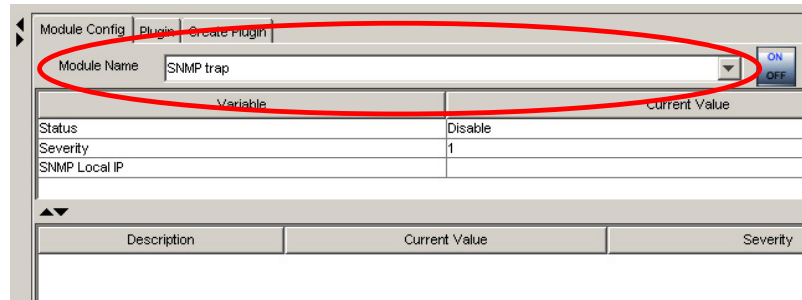 Module Config Plugin Create Plugin
Module Name SNMP trap ON
OFF
Variable Current Value
Status Disable
Severity 1
SNMP Local IP
Description Current Value Severity